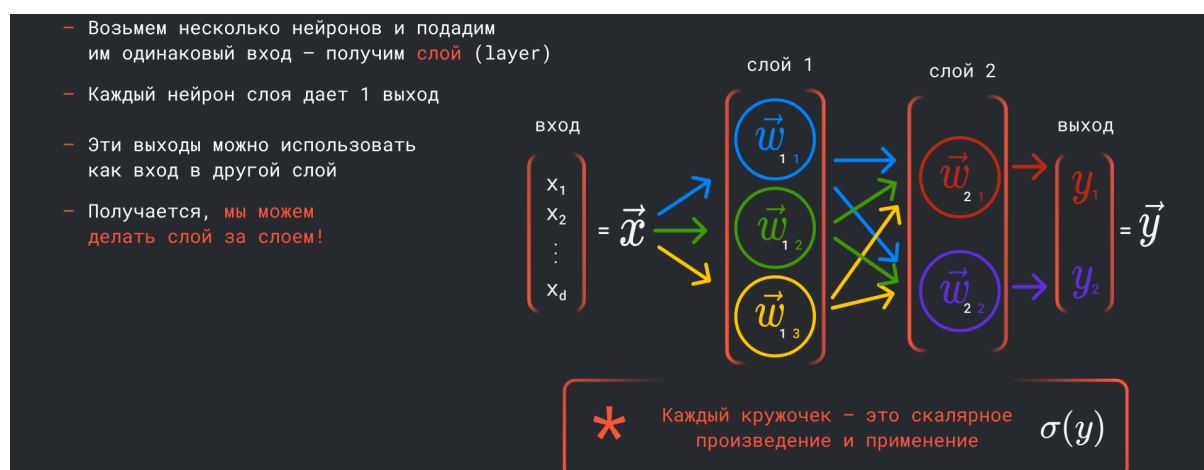 – Возьмем несколько нейронов и подадим
им одинаковый вход – получим слой (layer)
– Каждый нейрон слоя дает 1 выход
– Эти выходы можно использовать
как вход в другой слой
– Получается, мы можем
делать слой за слоем!
вход
x₁
x₂
⋮
x_d
= x⃗
слой 1
w⃗₁ ₁
w⃗₁ ₂
w⃗₁ ₃
слой 2
w⃗₂ ₁
w⃗₂ ₂
выход
y₁
y₂
= y⃗
* Каждый кружочек – это скалярное
произведение и применение σ(y)